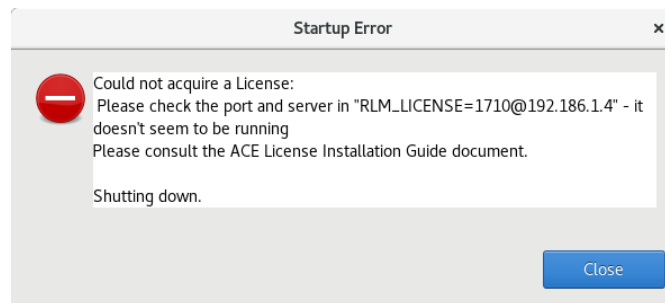 Startup Error
×
Could not acquire a License:
Please check the port and server in "RLM_LICENSE=1710@192.186.1.4" - it
doesn't seem to be running
Please consult the ACE License Installation Guide document.
Shutting down.
Close